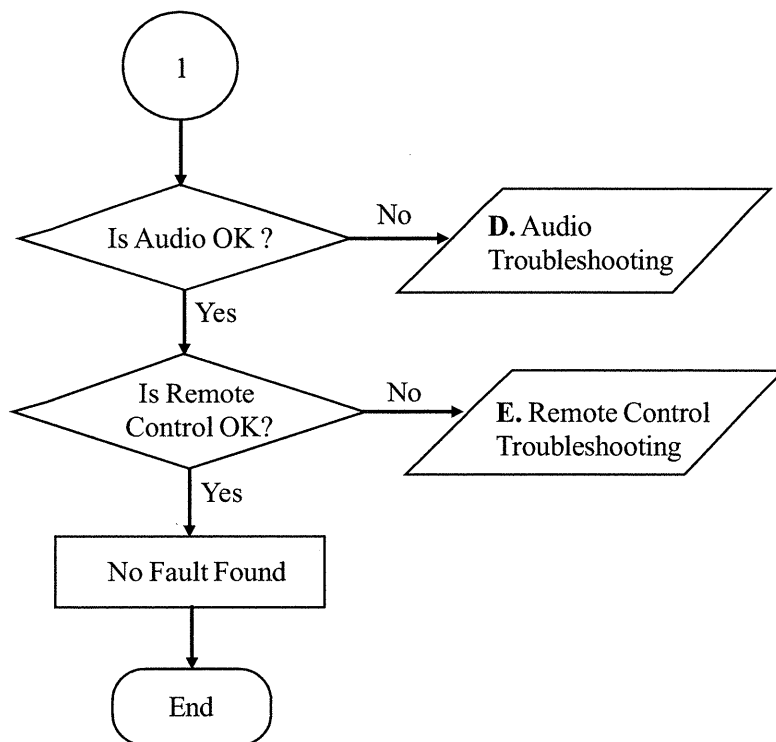 1
Is Audio OK ?
No
D. Audio
Troubleshooting
Yes
Is Remote
Control OK?
No
E. Remote Control
Troubleshooting
Yes
No Fault Found
End